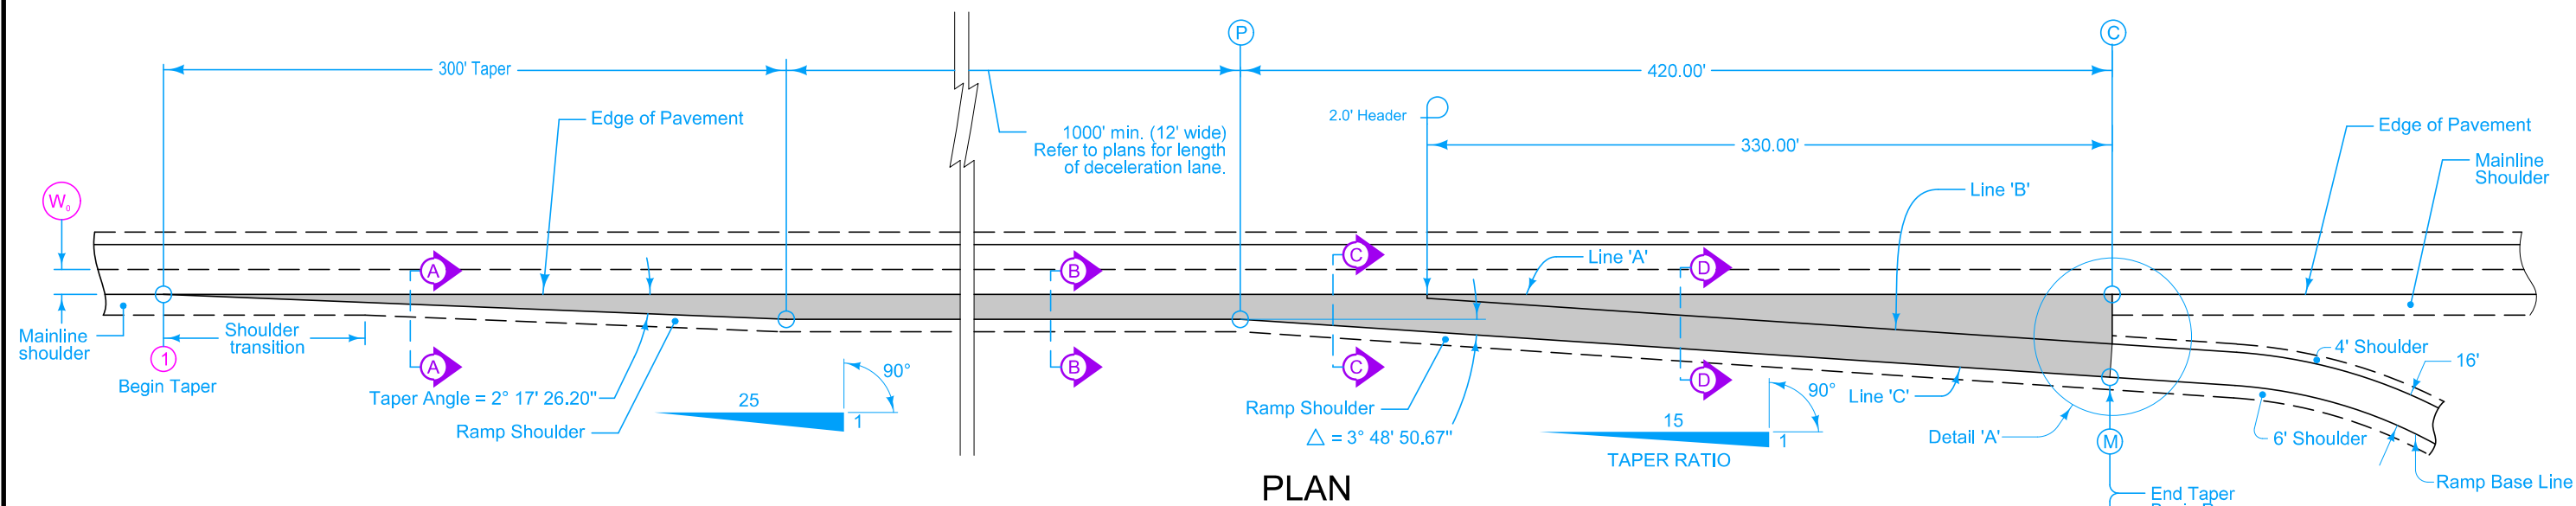 P
C
300' Taper
420.00'
2.0' Header
Edge of Pavement
1000' min. (12' wide)
Refer to plans for length
of deceleration lane.
330.00'
Edge of Pavement
Mainline
Shoulder
W₀
Line 'B'
A
B
C
D
Line 'A'
Mainline
shoulder
Shoulder
transition
1
Begin Taper
A
B
C
D
4' Shoulder
16'
Taper Angle = 2° 17' 26.20"
25
90°
1
Ramp Shoulder
Ramp Shoulder
△ = 3° 48' 50.67"
15
90°
1
TAPER RATIO
Line 'C'
Detail 'A'
M
6' Shoulder
PLAN
Ramp Base Line
End Taper